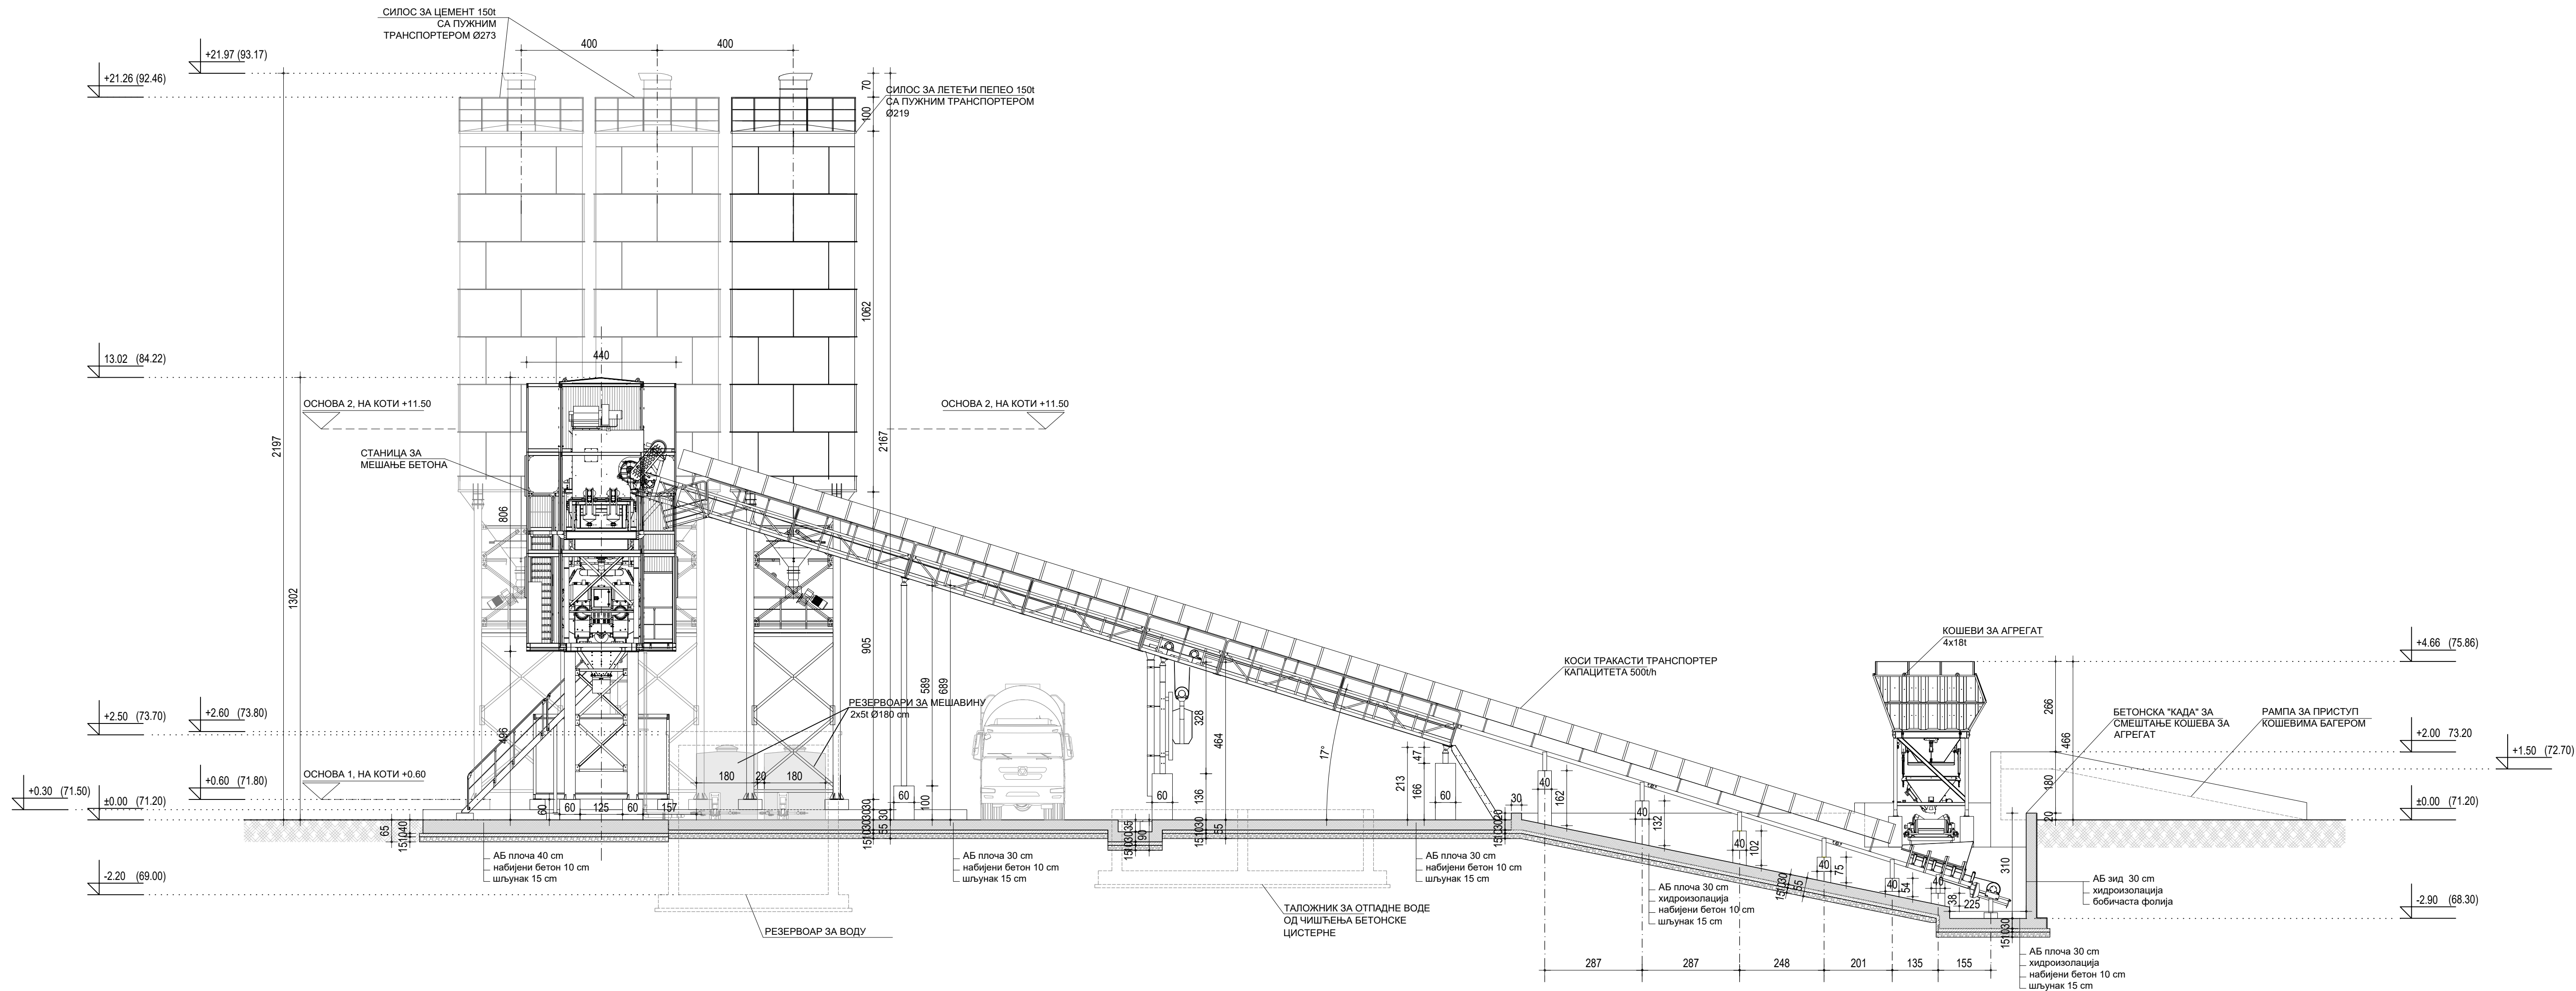 СИЛОС ЗА ЦЕМЕНТ 150t
СА ПУЖНИМ
ТРАНСПОРТЕРОМ Ø273
400
400
+21.97 (93.17)
+21.26 (92.46)
70
100
СИЛОС ЗА ЛЕТЕЋИ ПЕПЕО 150t
СА ПУЖНИМ ТРАНСПОРТЕРОМ
Ø219
1062
13.02 (84.22)
440
ОСНОВА 2, НА КОТИ +11.50
ОСНОВА 2, НА КОТИ +11.50
2197
2167
СТАНИЦА ЗА
МЕШАЊЕ БЕТОНА
806
1302
905
589
689
КОШЕВИ ЗА АГРЕГАТ
4x18t
+4.66 (75.86)
КОСИ ТРАКАСТИ ТРАНСПОРТЕР
КАПАЦИТЕТА 500t/h
РЕЗЕРВОАРИ ЗА МЕШАВИНУ
2x5t Ø180 cm
+2.50 (73.70)
+2.60 (73.80)
496
328
464
17°
47
266
466
БЕТОНСКА "КАДА" ЗА
СМЕШТАЊЕ КОШЕВА ЗА
АГРЕГАТ
РАМПА ЗА ПРИСТУП
КОШЕВИМА БАГЕРОМ
+2.00 73.20
+1.50 (72.70)
ОСНОВА 1, НА КОТИ +0.60
+0.60 (71.80)
+0.30 (71.50)
±0.00 (71.20)
180
20
180
60
60
125
60
157
60
100
60
136
213
166
60
30
40
162
40
132
40
102
40
75
40
54
40
38
225
180
20
310
±0.00 (71.20)
65
151040
55
30
55
55
АБ плоча 40 cm
набијени бетон 10 cm
шљунак 15 cm
АБ плоча 30 cm
набијени бетон 10 cm
шљунак 15 cm
90
АБ плоча 30 cm
набијени бетон 10 cm
шљунак 15 cm
АБ плоча 30 cm
хидроизолација
набијени бетон 10 cm
шљунак 15 cm
АБ зид 30 cm
хидроизолација
бобичаста фолија
-2.20 (69.00)
-2.90 (68.30)
РЕЗЕРВОАР ЗА ВОДУ
ТАЛОЖНИК ЗА ОТПАДНЕ ВОДЕ
ОД ЧИШЋЕЊА БЕТОНСКЕ
ЦИСТЕРНЕ
151030
АБ плоча 30 cm
хидроизолација
набијени бетон 10 cm
шљунак 15 cm
287
287
248
201
135
155